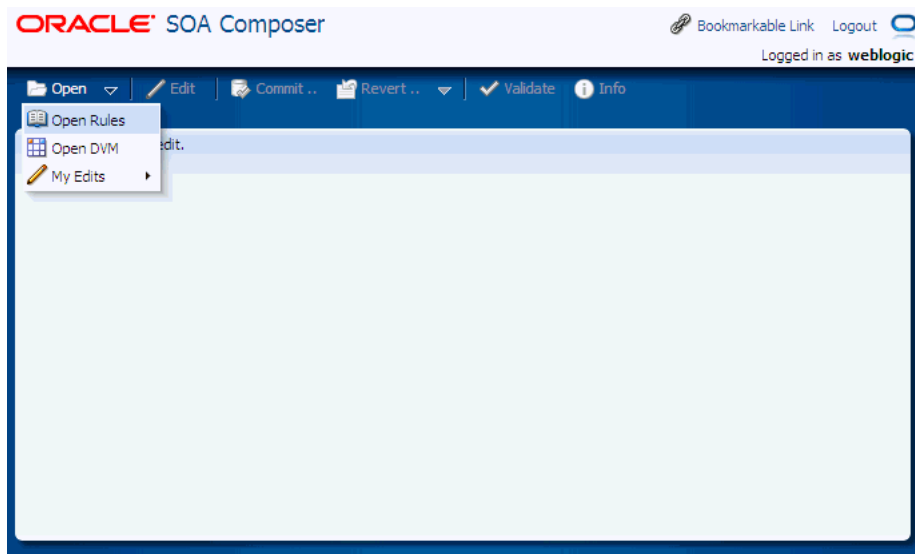 ORACLE SOA Composer
Bookmarkable Link Logout
Logged in as weblogic
Open Edit Commit .. Revert .. Validate Info
Open Rules
Open DVM
edit.
My Edits